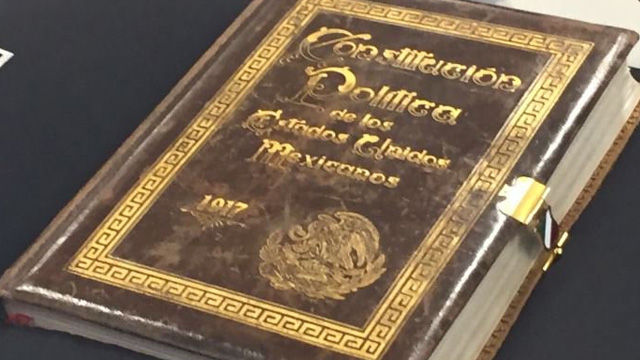 Constitución
Política
de los
Estados Unidos
Mexicanos
1917